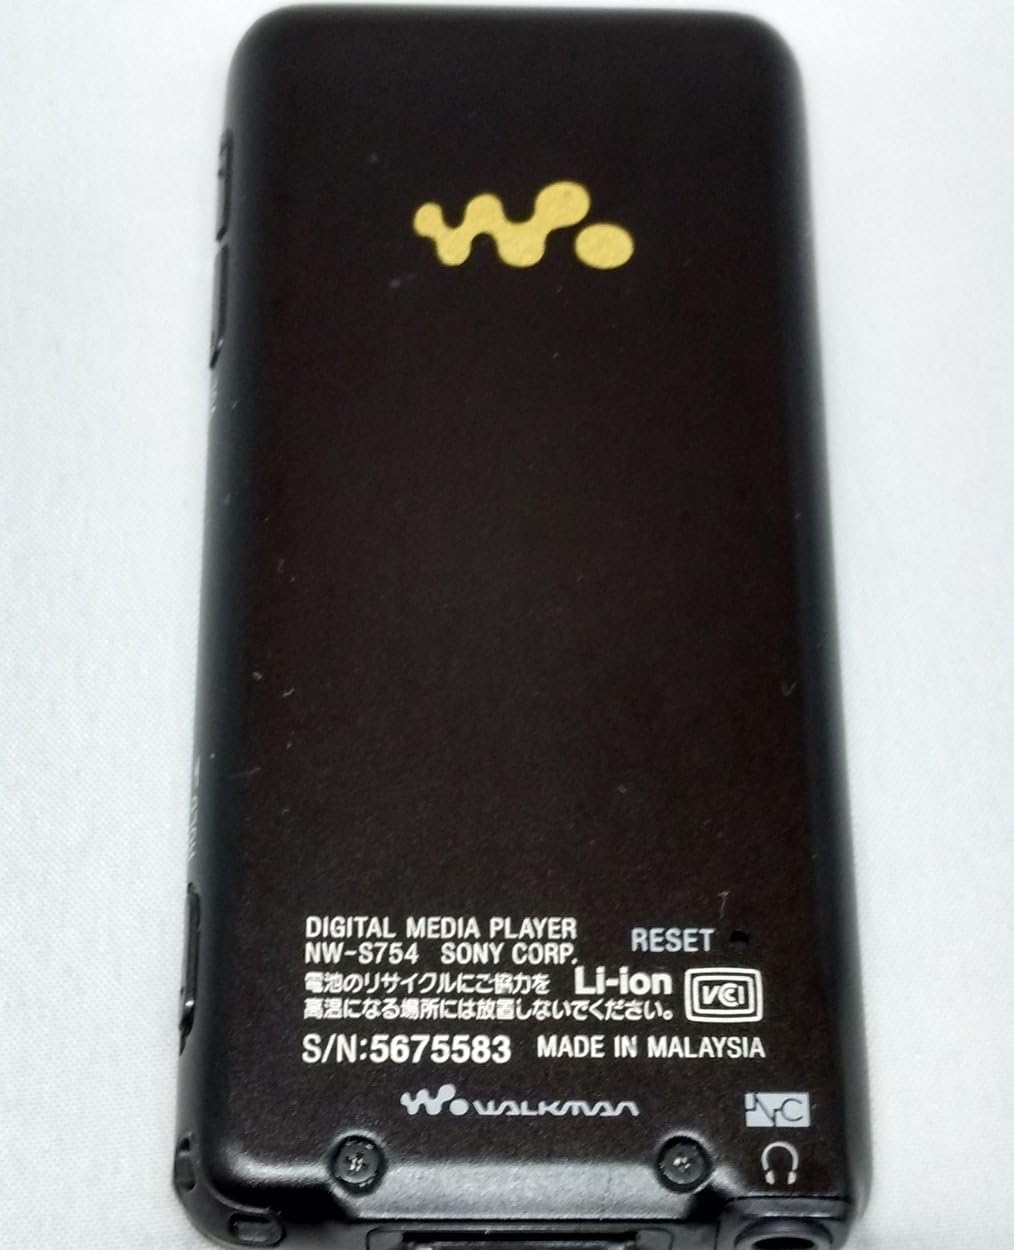 DIGITAL MEDIA PLAYER
NW-S754 SONY CORP. RESET
電池のリサイクルにご協力を Li-ion VCI
高温になる場所には放置しないでください。
S/N:5675583 MADE IN MALAYSIA
W. WALKMAN NC